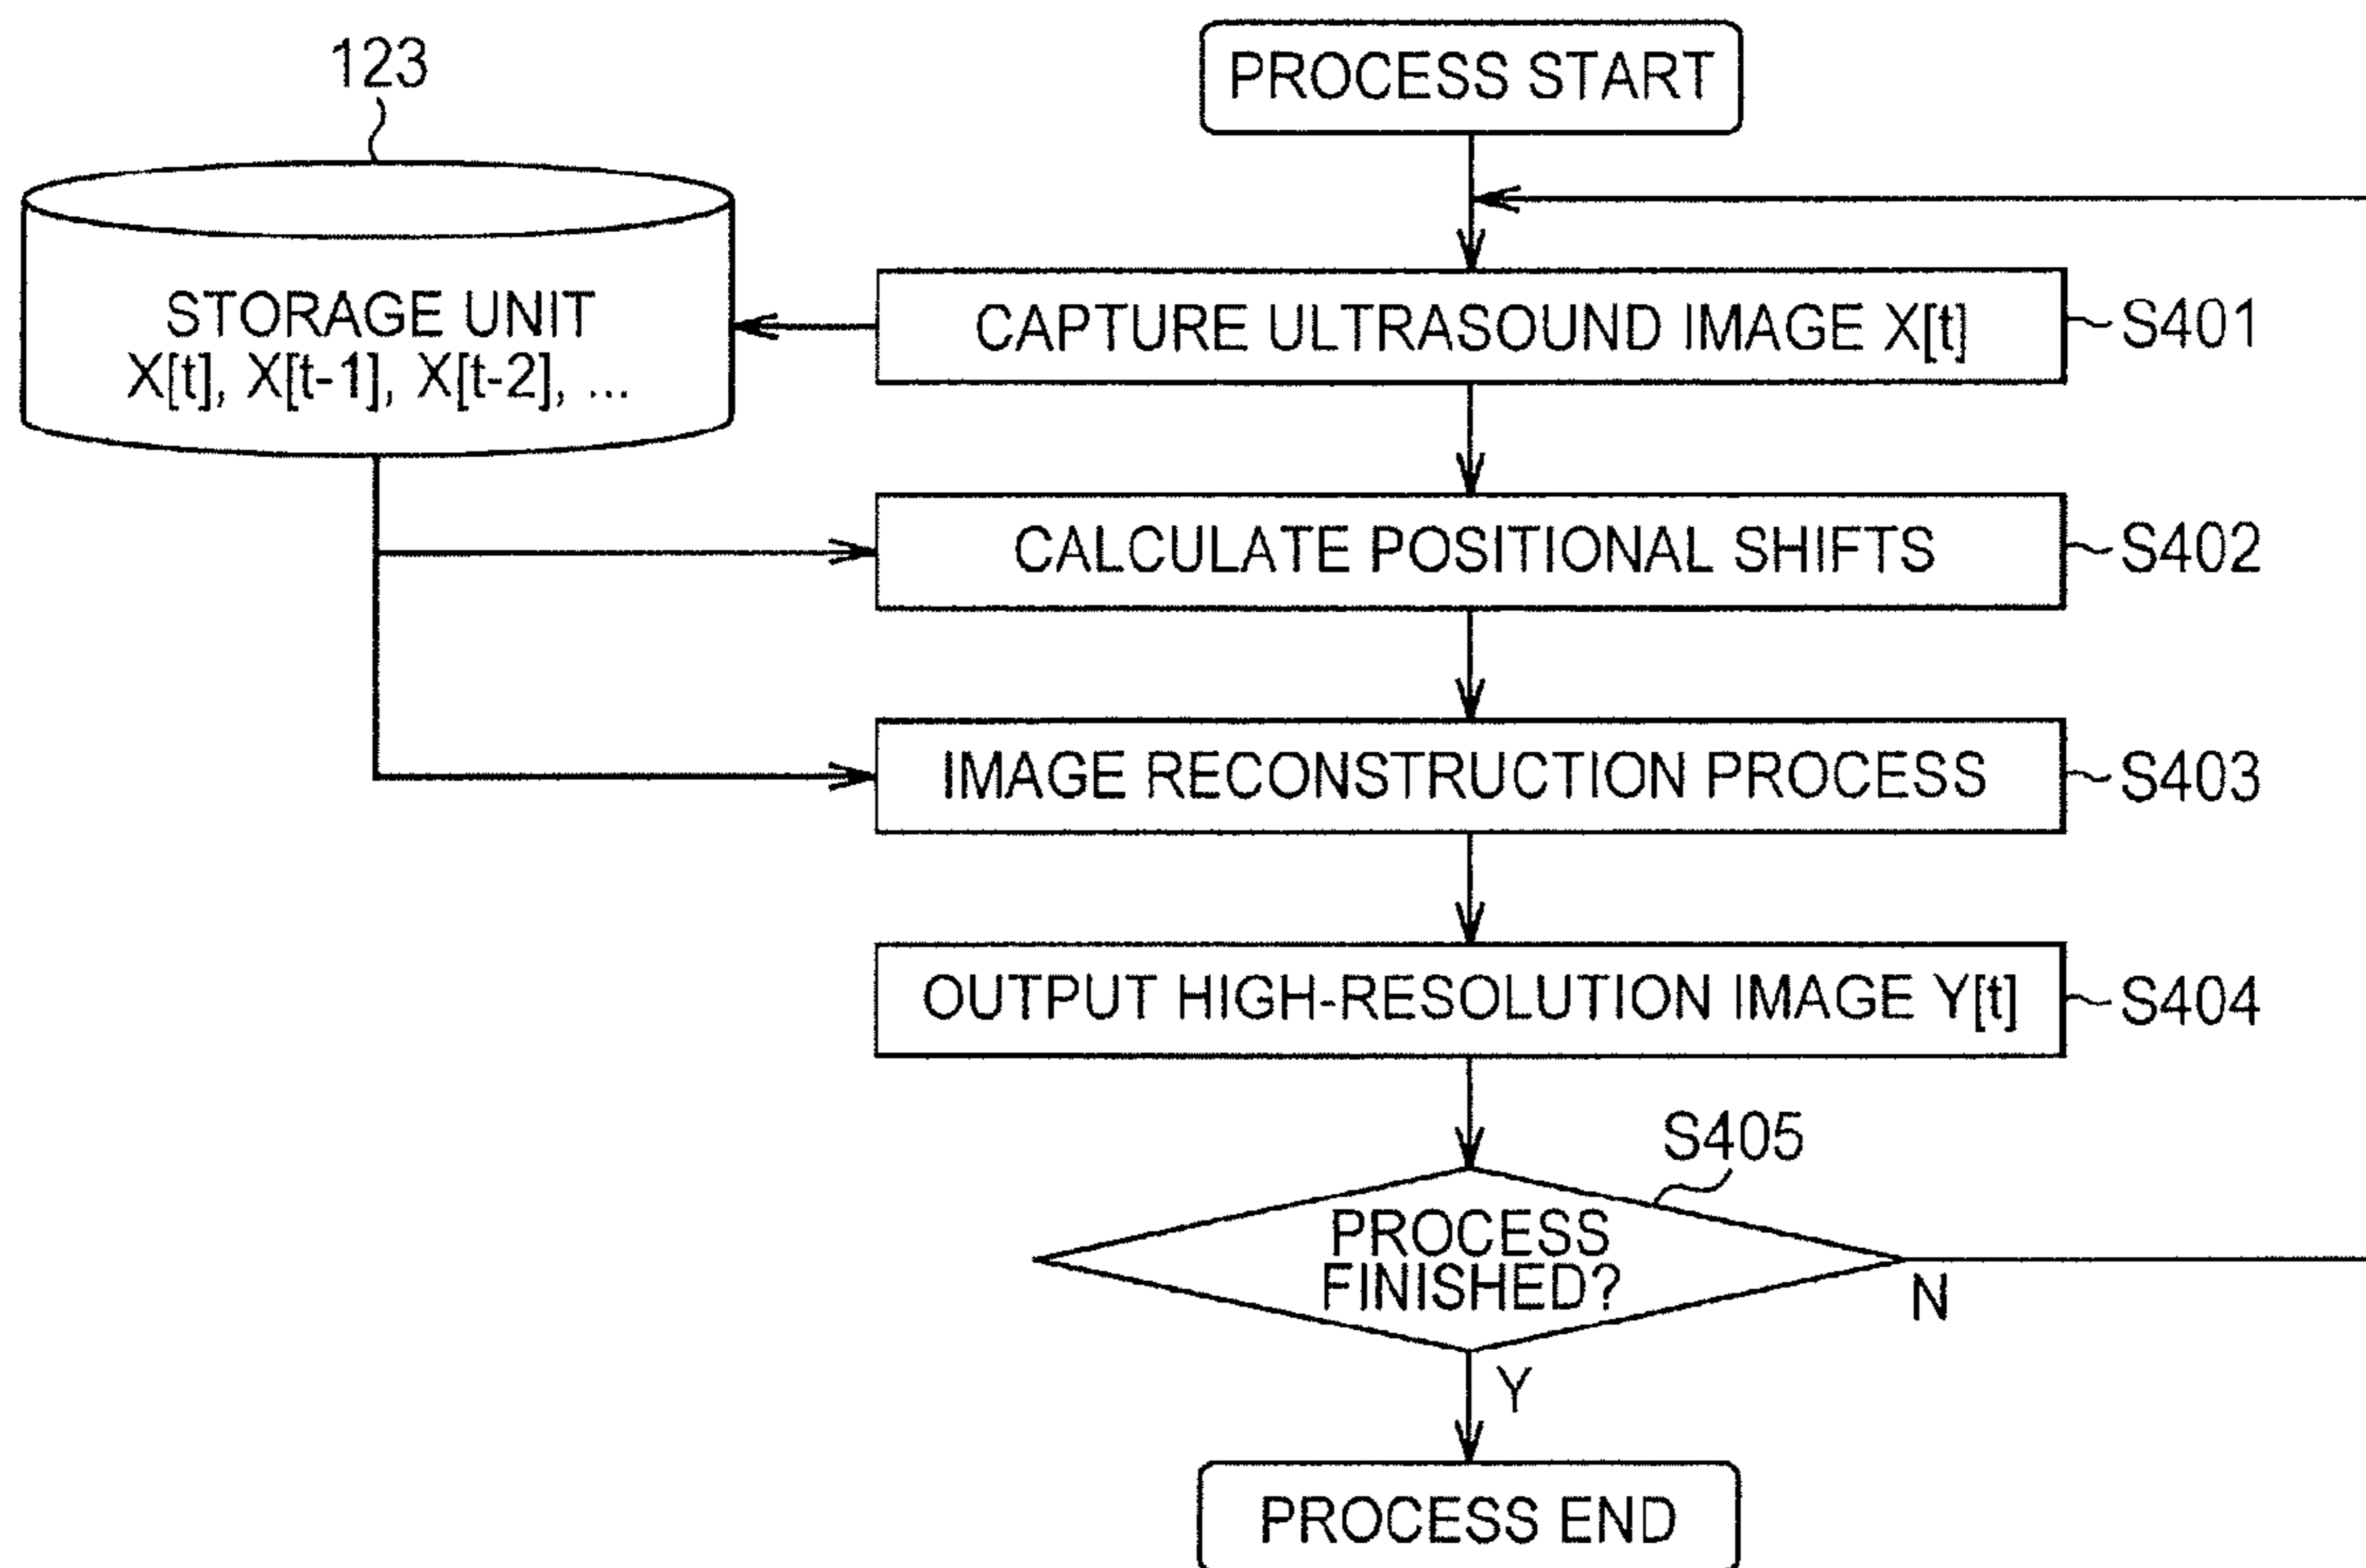 PROCESS START
123
STORAGE UNIT
X[t], X[t-1], X[t-2], ...
CAPTURE ULTRASOUND IMAGE X[t]
S401
CALCULATE POSITIONAL SHIFTS
S402
IMAGE RECONSTRUCTION PROCESS
S403
OUTPUT HIGH-RESOLUTION IMAGE Y[t]
S404
S405
PROCESS
FINISHED?
N
Y
PROCESS END